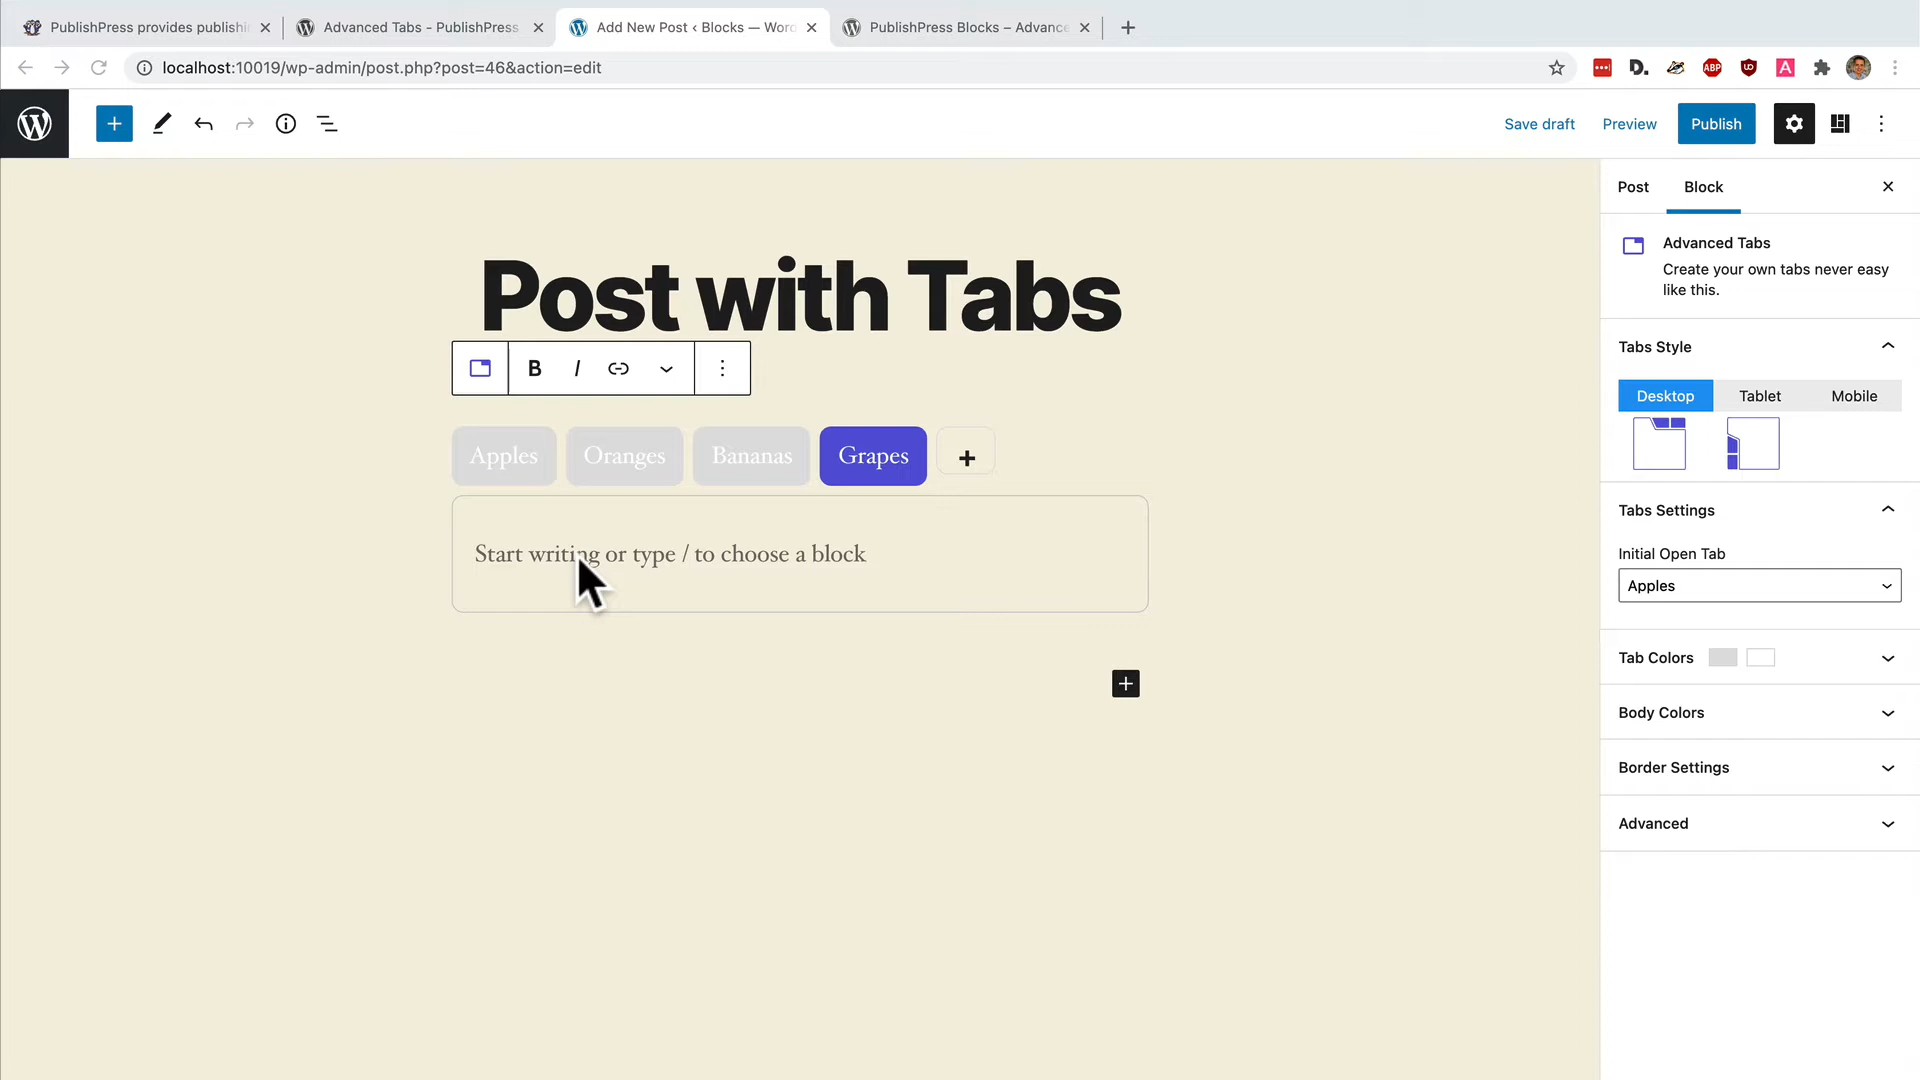 PublishPress provides publishi
Advanced Tabs - PublishPress
Add New Post ‹ Blocks — Word
PublishPress Blocks – Advance
localhost:10019/wp-admin/post.php?post=46&action=edit
ABP
A
Save draft
Preview
Publish
Post
Block
Advanced Tabs
Create your own tabs never easy
like this.
Post with Tabs
Tabs Style
B
I
Desktop
Tablet
Mobile
Apples
Oranges
Bananas
Grapes
Tabs Settings
Start writing or type / to choose a block
Initial Open Tab
Apples
Tab Colors
Body Colors
Border Settings
Advanced